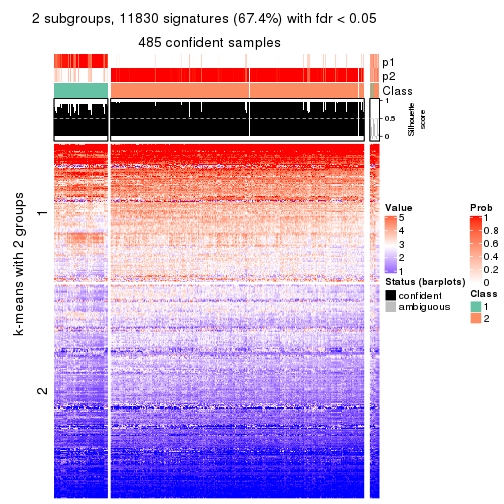 2 subgroups, 11830 signatures (67.4%) with fdr < 0.05
485 confident samples
p1
p2
Class
1
0.5
0
Silhouette
score
k-means with 2 groups
1
2
Value
5
4
3
2
1
Status (barplots)
confident
ambiguous
Prob
1
0.8
0.6
0.4
0.2
0
Class
1
2